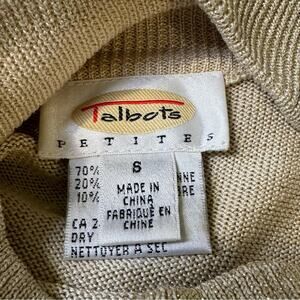 Talbots
PETITES
S
MADE IN
CHINA
FABRIQUÉ EN
CHINE
70%
20%
10%
CA 2
DRY
NETTOYER A SEC